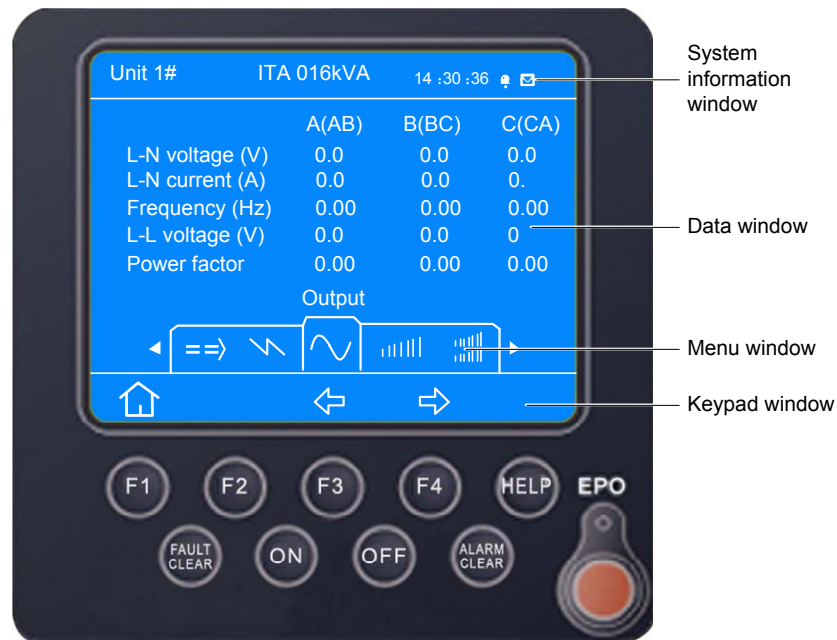 Unit 1# ITA 016kVA 14 :30 :36
System
information
window
A(AB) B(BC) C(CA)
L-N voltage (V) 0.0 0.0 0.0
L-N current (A) 0.0 0.0 0.
Frequency (Hz) 0.00 0.00 0.00
L-L voltage (V) 0.0 0.0 0
Power factor 0.00 0.00 0.00
Data window
Output
Menu window
Keypad window
F1 F2 F3 F4 HELP EPO
FAULT
CLEAR
ON OFF
ALARM
CLEAR